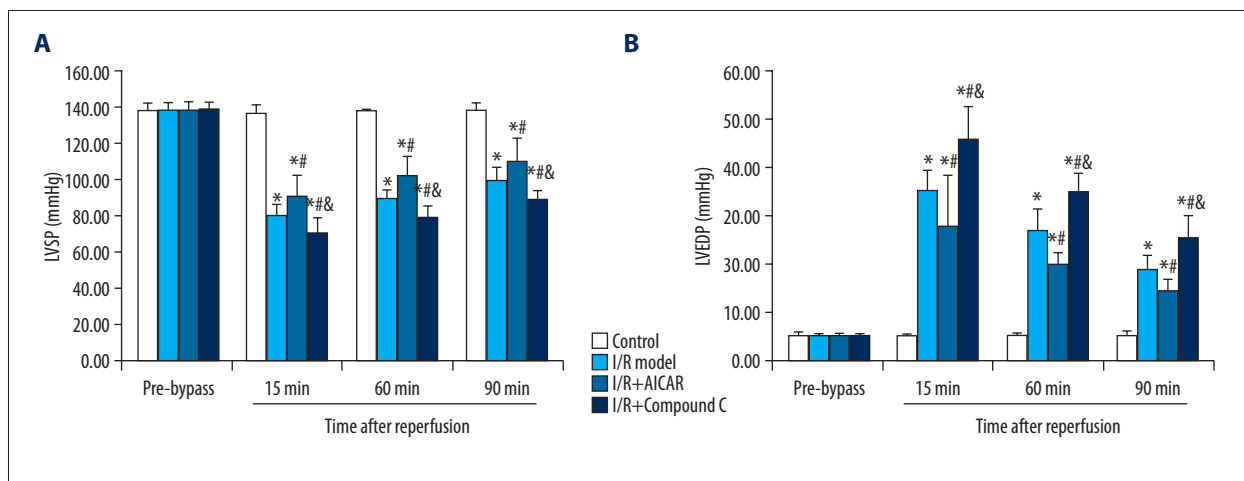 A
LVSP (mmHg)
160.00
140.00
120.00
100.00
80.00
60.00
40.00
20.00
0.00
* *# *#&
* *# *#&
* *# *#&
Pre-bypass 15 min 60 min 90 min
Time after reperfusion
Control
I/R model
I/R+AICAR
I/R+Compound C
B
LVEDP (mmHg)
60.00
50.00
40.00
20.00
30.00
10.00
0.00
* *# *#&
* *# *#&
* *# *#&
Pre-bypass 15 min 60 min 90 min
Time after reperfusion